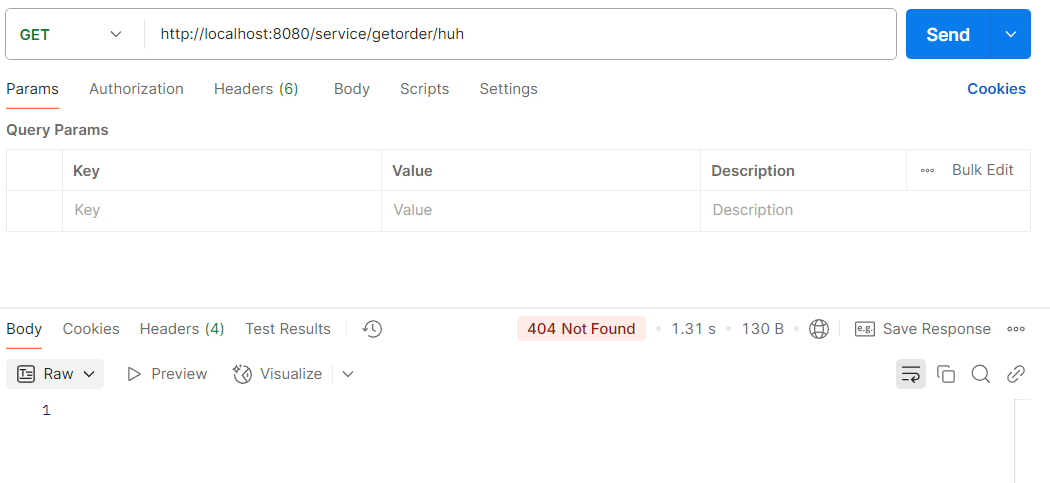 GET http://localhost:8080/service/getorder/huh Send
Params Authorization Headers (6) Body Scripts Settings Cookies
Query Params
Key Value Description Bulk Edit
Key Value Description
Body Cookies Headers (4) Test Results 404 Not Found 1.31 s 130 B e.g. Save Response
Raw Preview Visualize
1